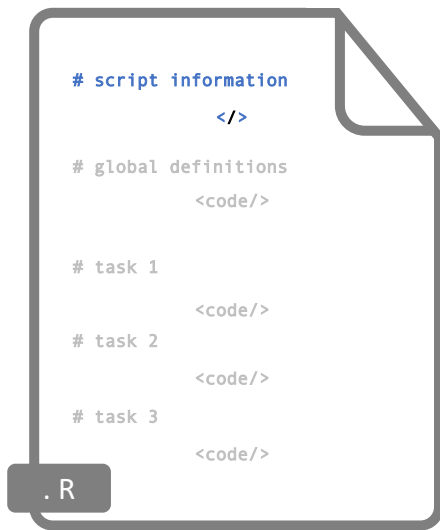 # script information
</>
# global definitions
<code/>
# task 1
<code/>
# task 2
<code/>
# task 3
<code/>
.R